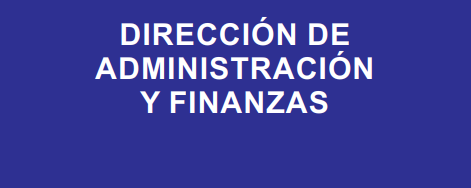 DIRECCIÓN DE
ADMINISTRACIÓN
Y FINANZAS